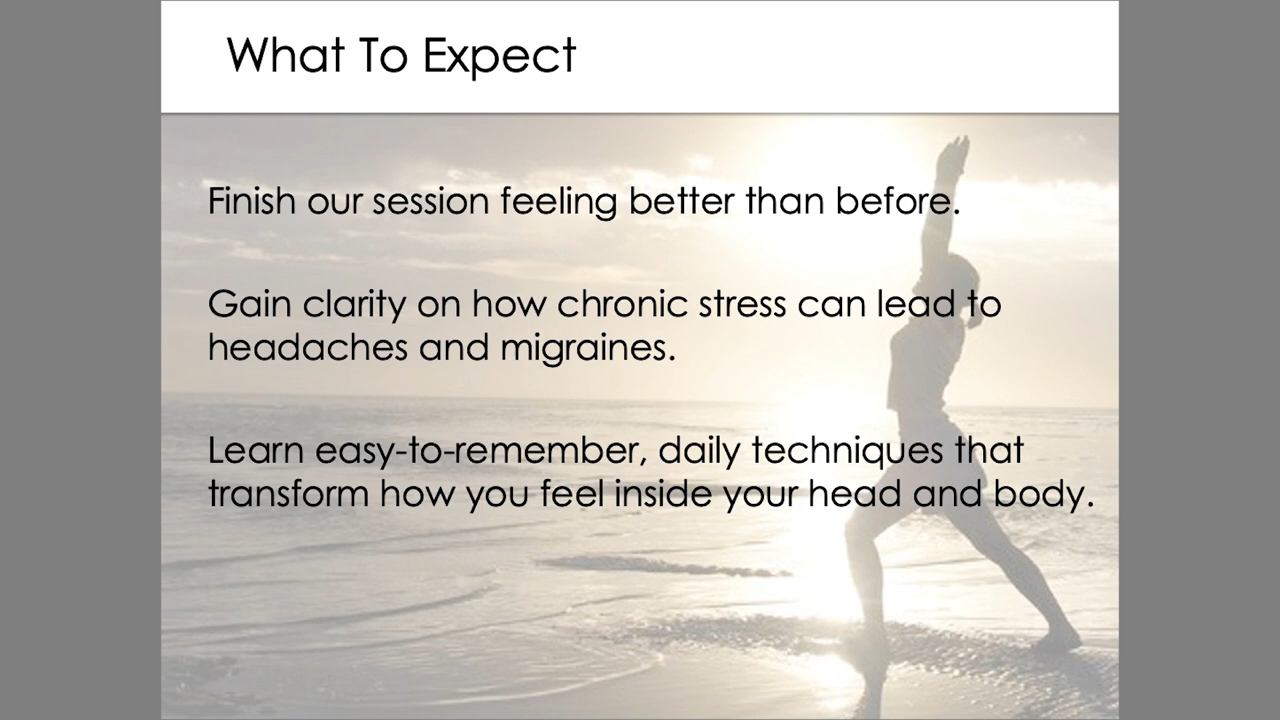 What To Expect
Finish our session feeling better than before.
Gain clarity on how chronic stress can lead to
headaches and migraines.
Learn easy-to-remember, daily techniques that
transform how you feel inside your head and body.